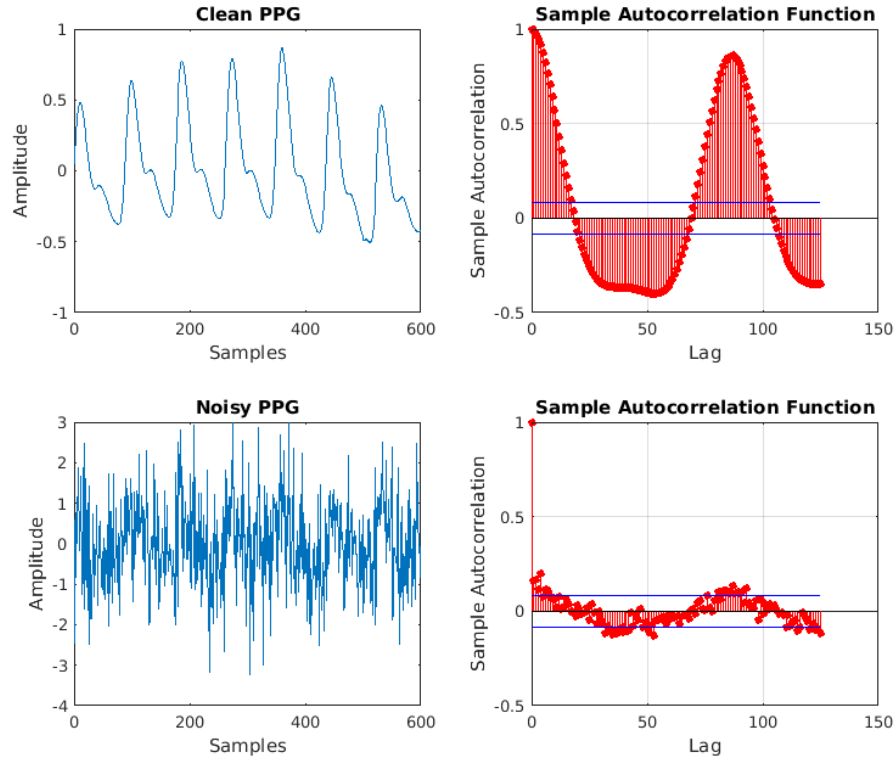 Clean PPG
1
0.5
0
-0.5
-1
0 200 400 600
Amplitude
Samples
Sample Autocorrelation Function
1
0.5
0
-0.5
0 50 100 150
Sample Autocorrelation
Lag
Noisy PPG
3
2
1
0
-1
-2
-3
-4
0 200 400 600
Amplitude
Samples
Sample Autocorrelation Function
1
0.5
0
-0.5
0 50 100 150
Sample Autocorrelation
Lag